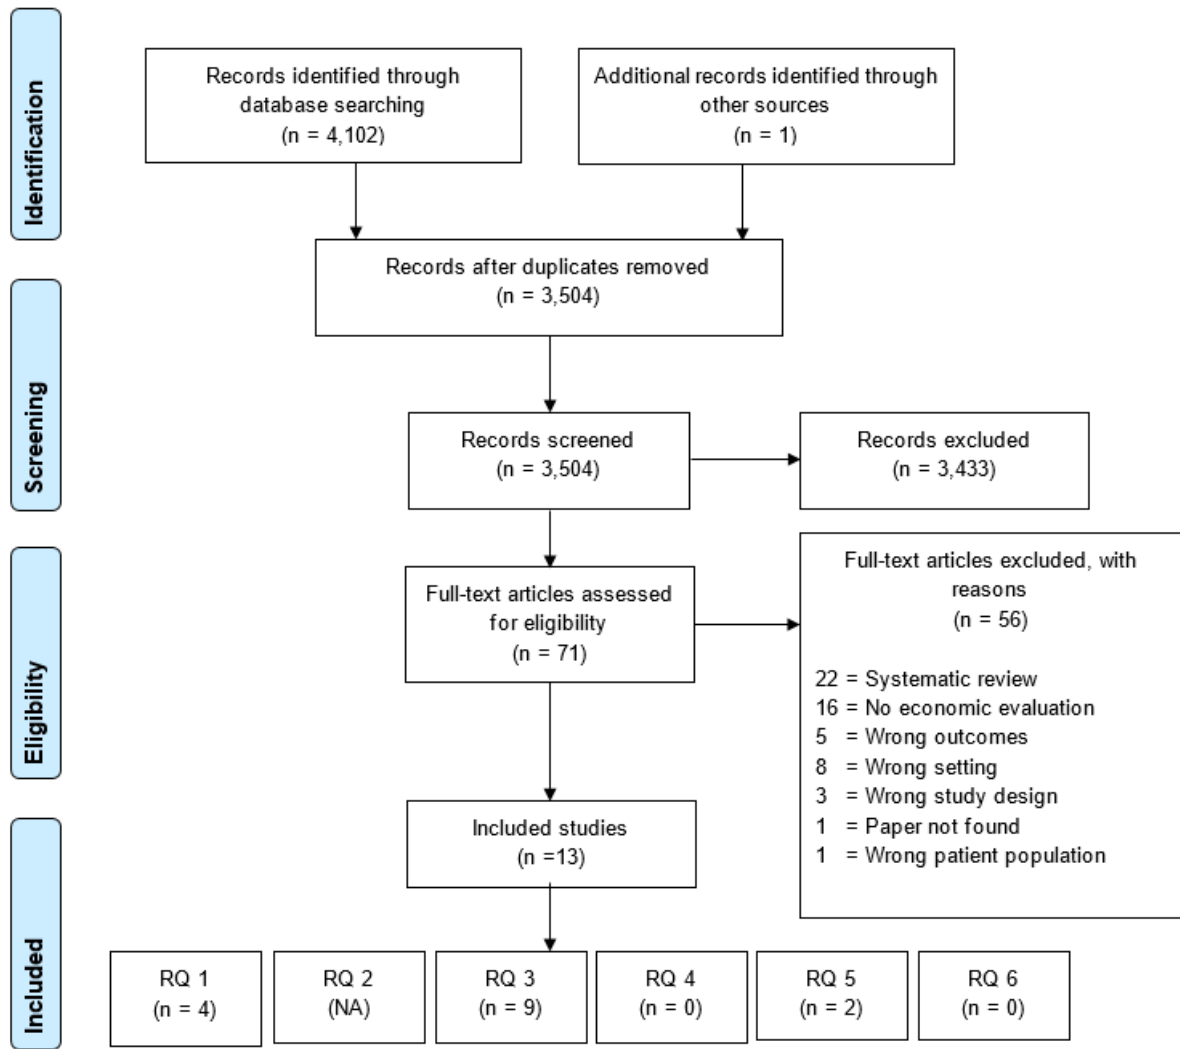 Identification
Records identified through
database searching
(n = 4,102)
Additional records identified through
other sources
(n = 1)
Records after duplicates removed
(n = 3,504)
Screening
Records screened
(n = 3,504)
Records excluded
(n = 3,433)
Eligibility
Full-text articles assessed
for eligibility
(n = 71)
Full-text articles excluded, with
reasons
(n = 56)
22 = Systematic review
16 = No economic evaluation
5 = Wrong outcomes
8 = Wrong setting
3 = Wrong study design
1 = Paper not found
1 = Wrong patient population
Included
Included studies
(n =13)
RQ 1
(n = 4)
RQ 2
(NA)
RQ 3
(n = 9)
RQ 4
(n = 0)
RQ 5
(n = 2)
RQ 6
(n = 0)